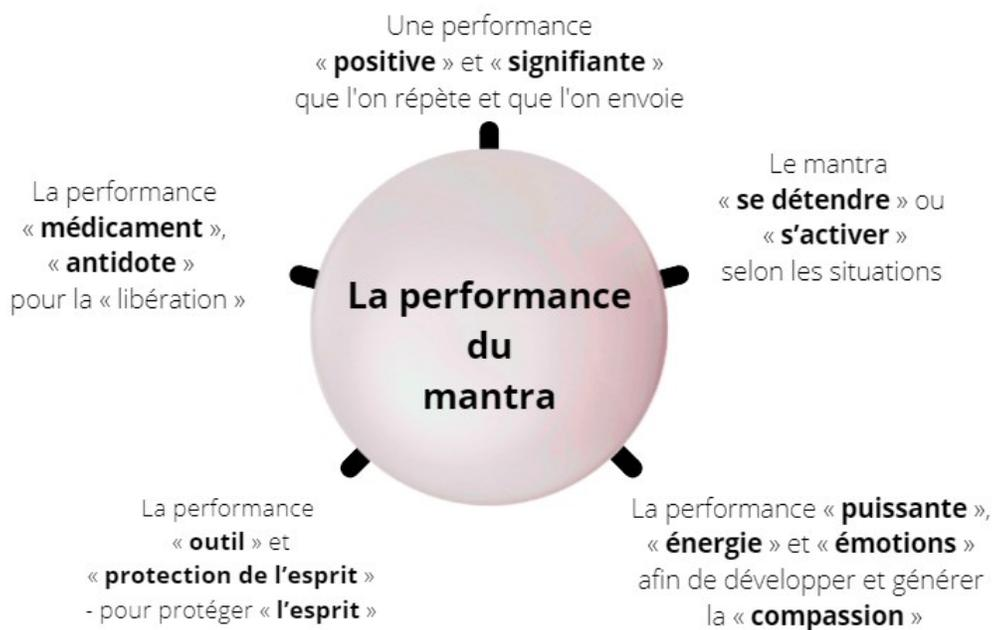 Une performance
« positive » et « signifiante »
que l'on répète et que l'on envoie
Le mantra
« se détendre » ou
« s’activer »
selon les situations
La performance
« médicament »,
« antidote »
pour la « libération »
La performance
du
mantra
La performance
« outil » et
« protection de l’esprit »
- pour protéger « l’esprit »
La performance « puissante »,
« énergie » et « émotions »
afin de développer et générer
la « compassion »